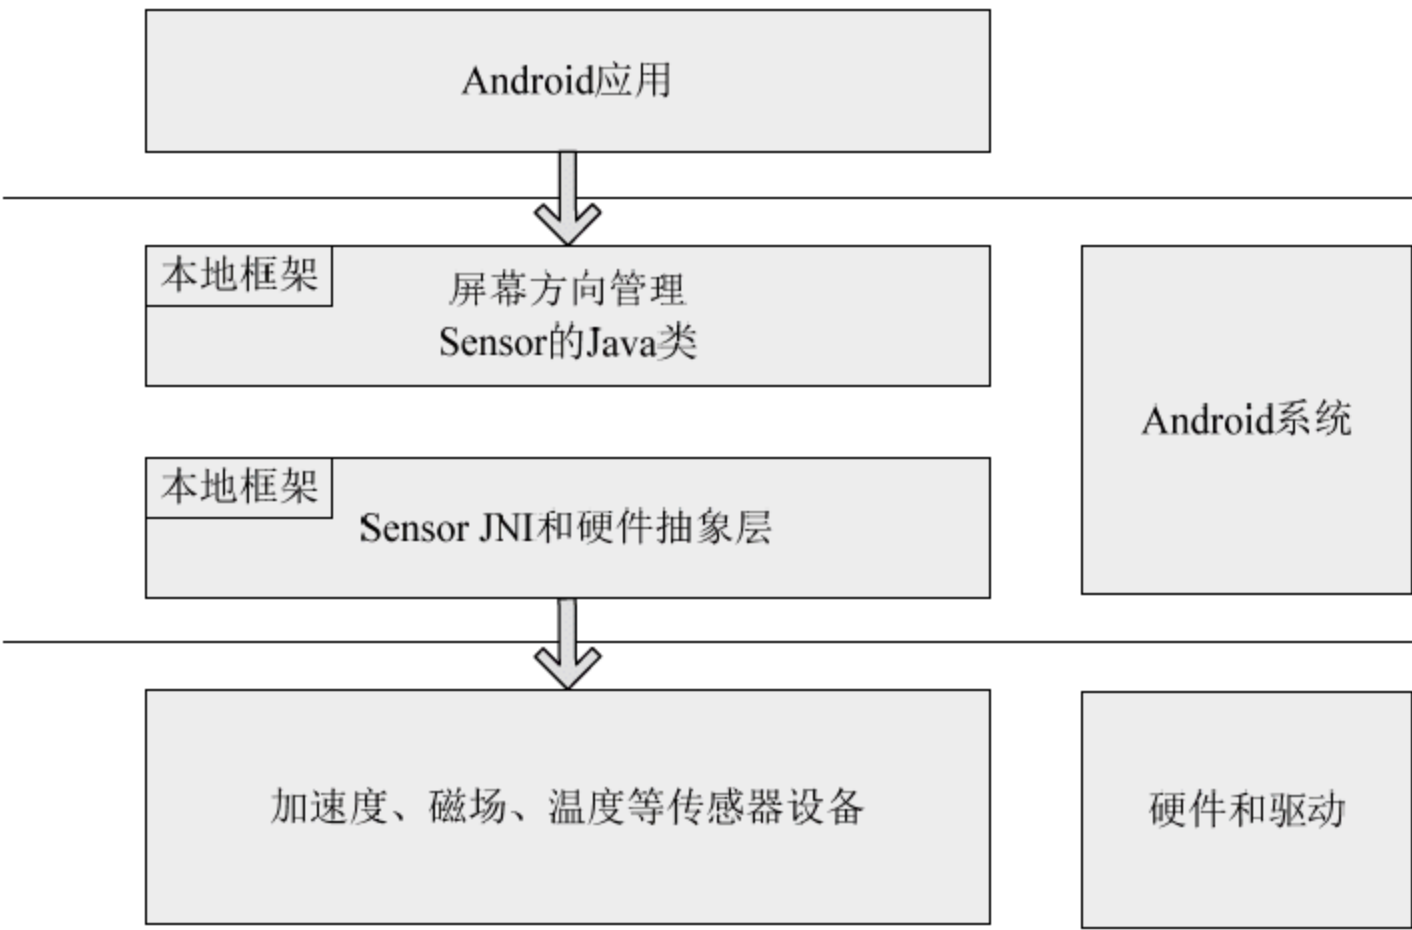 Android应用
本地框架
屏幕方向管理
Sensor的Java类
Android系统
本地框架
Sensor JNI和硬件抽象层
加速度、磁场、温度等传感器设备
硬件和驱动